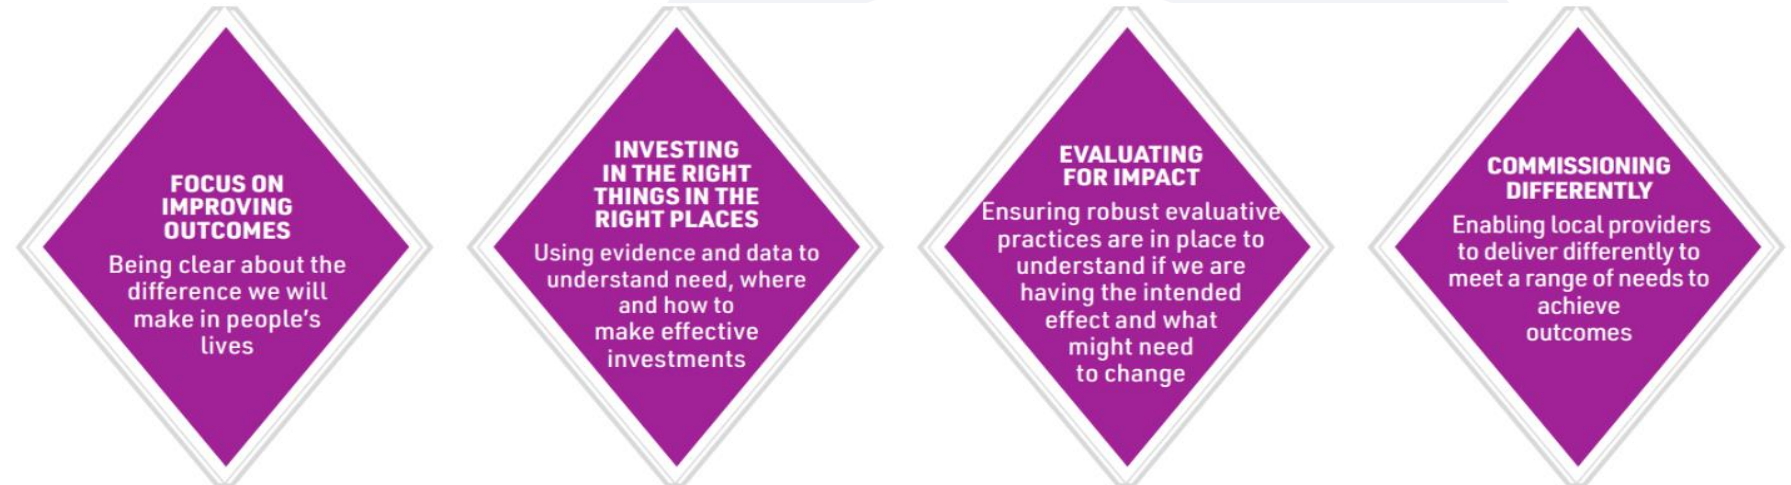 FOCUS ON
IMPROVING
OUTCOMES
Being clear about the
difference we will
make in people's
lives
INVESTING
IN THE RIGHT
THINGS IN THE
RIGHT PLACES
Using evidence and data to
understand need, where
and how to
make effective
investments
EVALUATING
FOR IMPACT
Ensuring robust evaluative
practices are in place to
understand if we are
having the intended
effect and what
might need
to change
COMMISSIONING
DIFFERENTLY
Enabling local providers
to deliver differently to
meet a range of needs to
achieve
outcomes